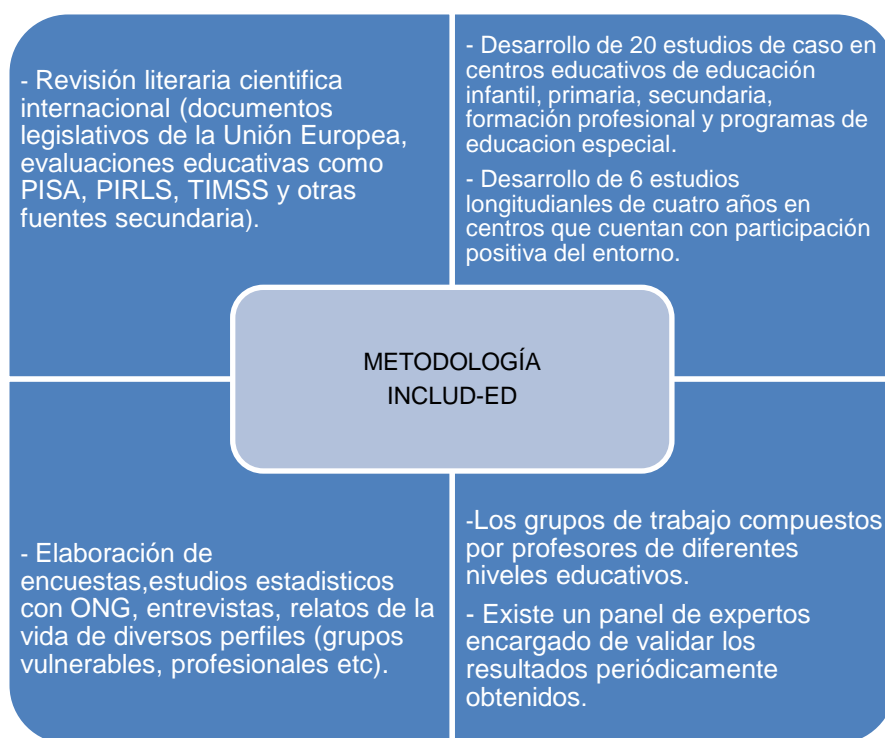 - Revisión literaria cientifica
internacional (documentos
legislativos de la Unión Europea,
evaluaciones educativas como
PISA, PIRLS, TIMSS y otras
fuentes secundaria).
- Desarrollo de 20 estudios de caso en
centros educativos de educación
infantil, primaria, secundaria,
formación profesional y programas de
educacion especial.
- Desarrollo de 6 estudios
longitudianles de cuatro años en
centros que cuentan con participación
positiva del entorno.
METODOLOGÍA
INCLUD-ED
- Elaboración de
encuestas,estudios estadisticos
con ONG, entrevistas, relatos de la
vida de diversos perfiles (grupos
vulnerables, profesionales etc).
-Los grupos de trabajo compuestos
por profesores de diferentes
niveles educativos.
- Existe un panel de expertos
encargado de validar los
resultados periódicamente
obtenidos.